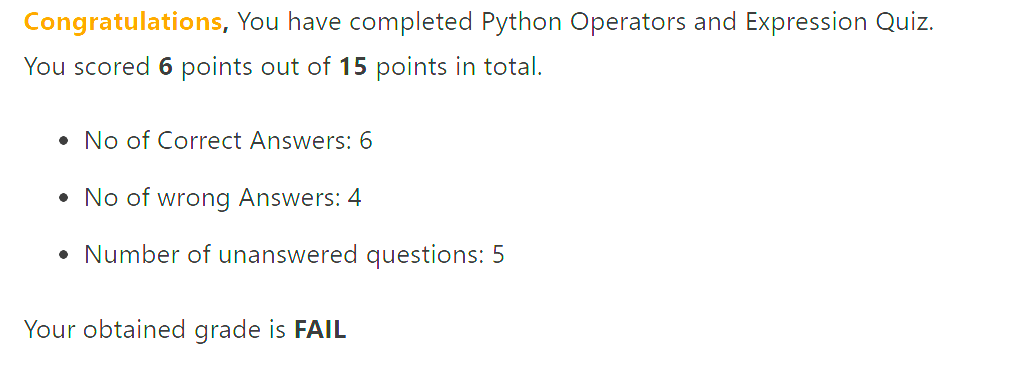 Congratulations, You have completed Python Operators and Expression Quiz.
You scored 6 points out of 15 points in total.
No of Correct Answers: 6
No of wrong Answers: 4
Number of unanswered questions: 5
Your obtained grade is FAIL